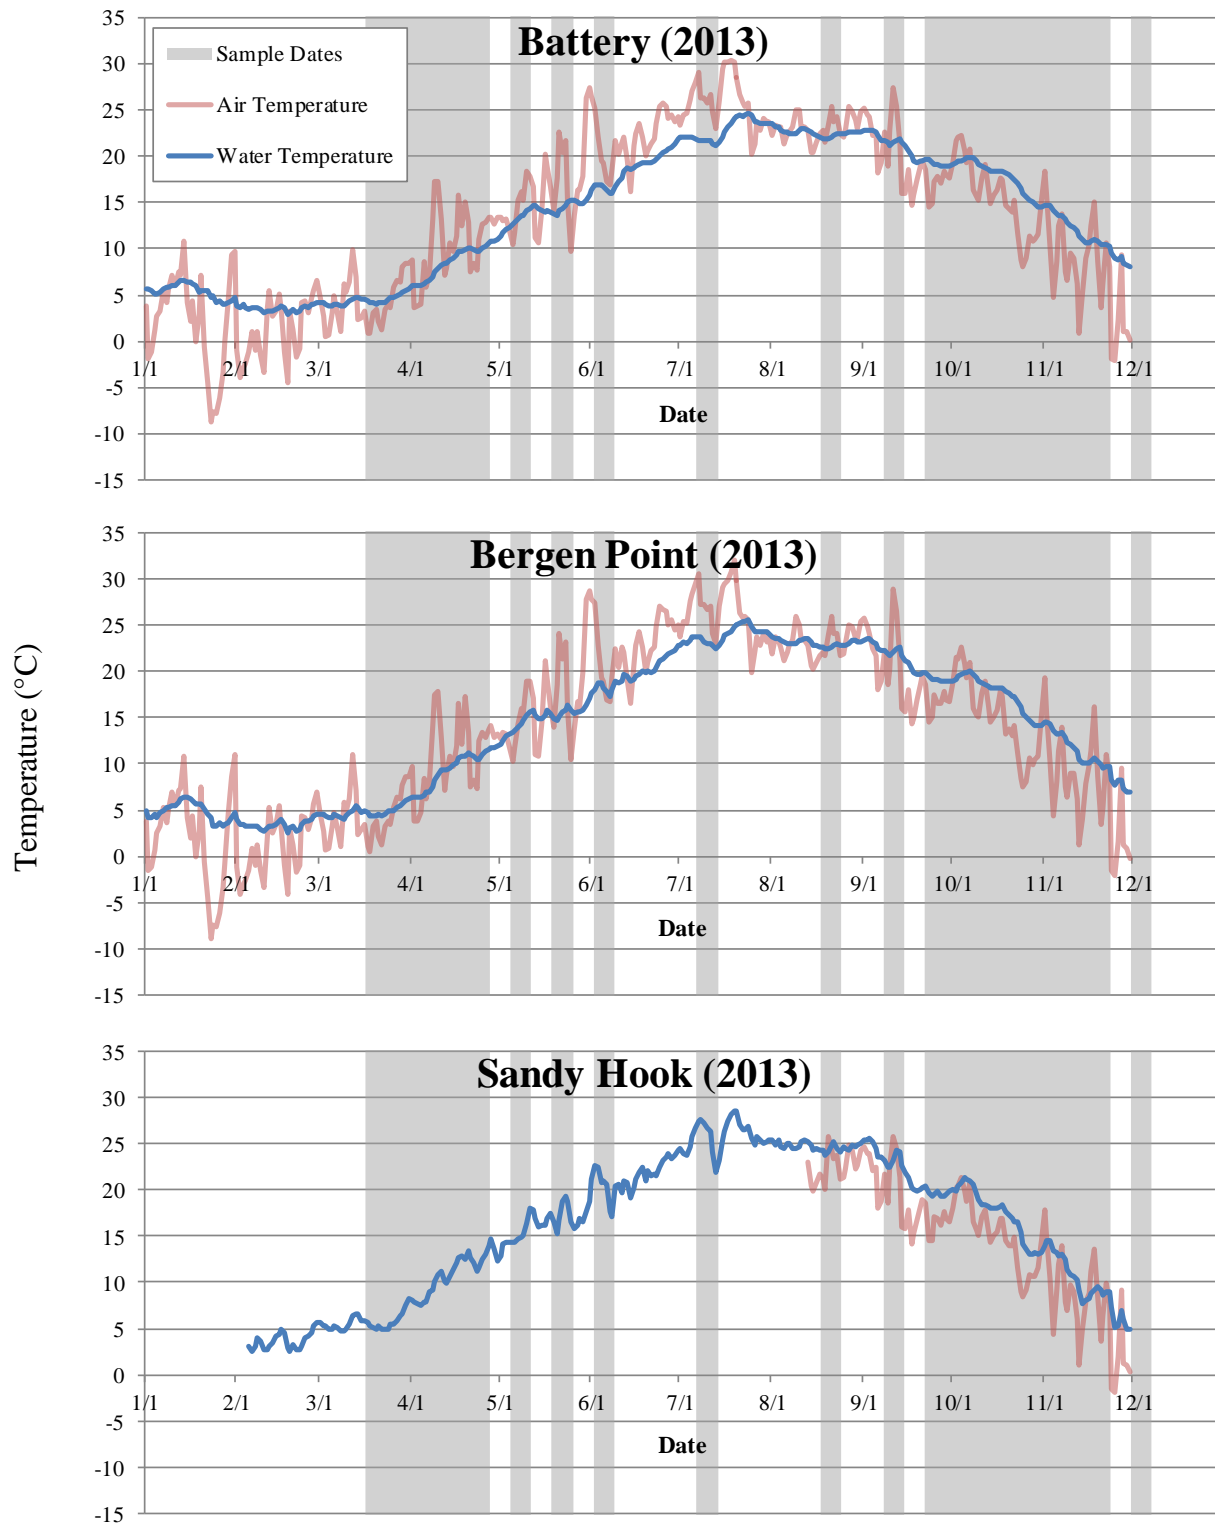 Battery (2013)
Sample Dates
Air Temperature
Water Temperature
35
30
25
20
15
10
5
0
-5
-10
-15
1/1 2/1 3/1 4/1 5/1 6/1 7/1 8/1 9/1 10/1 11/1 12/1
Date
Temperature (°C)
Bergen Point (2013)
35
30
25
20
15
10
5
0
-5
-10
-15
1/1 2/1 3/1 4/1 5/1 6/1 7/1 8/1 9/1 10/1 11/1 12/1
Date
Sandy Hook (2013)
35
30
25
20
15
10
5
0
-5
-10
-15
1/1 2/1 3/1 4/1 5/1 6/1 7/1 8/1 9/1 10/1 11/1 12/1
Date